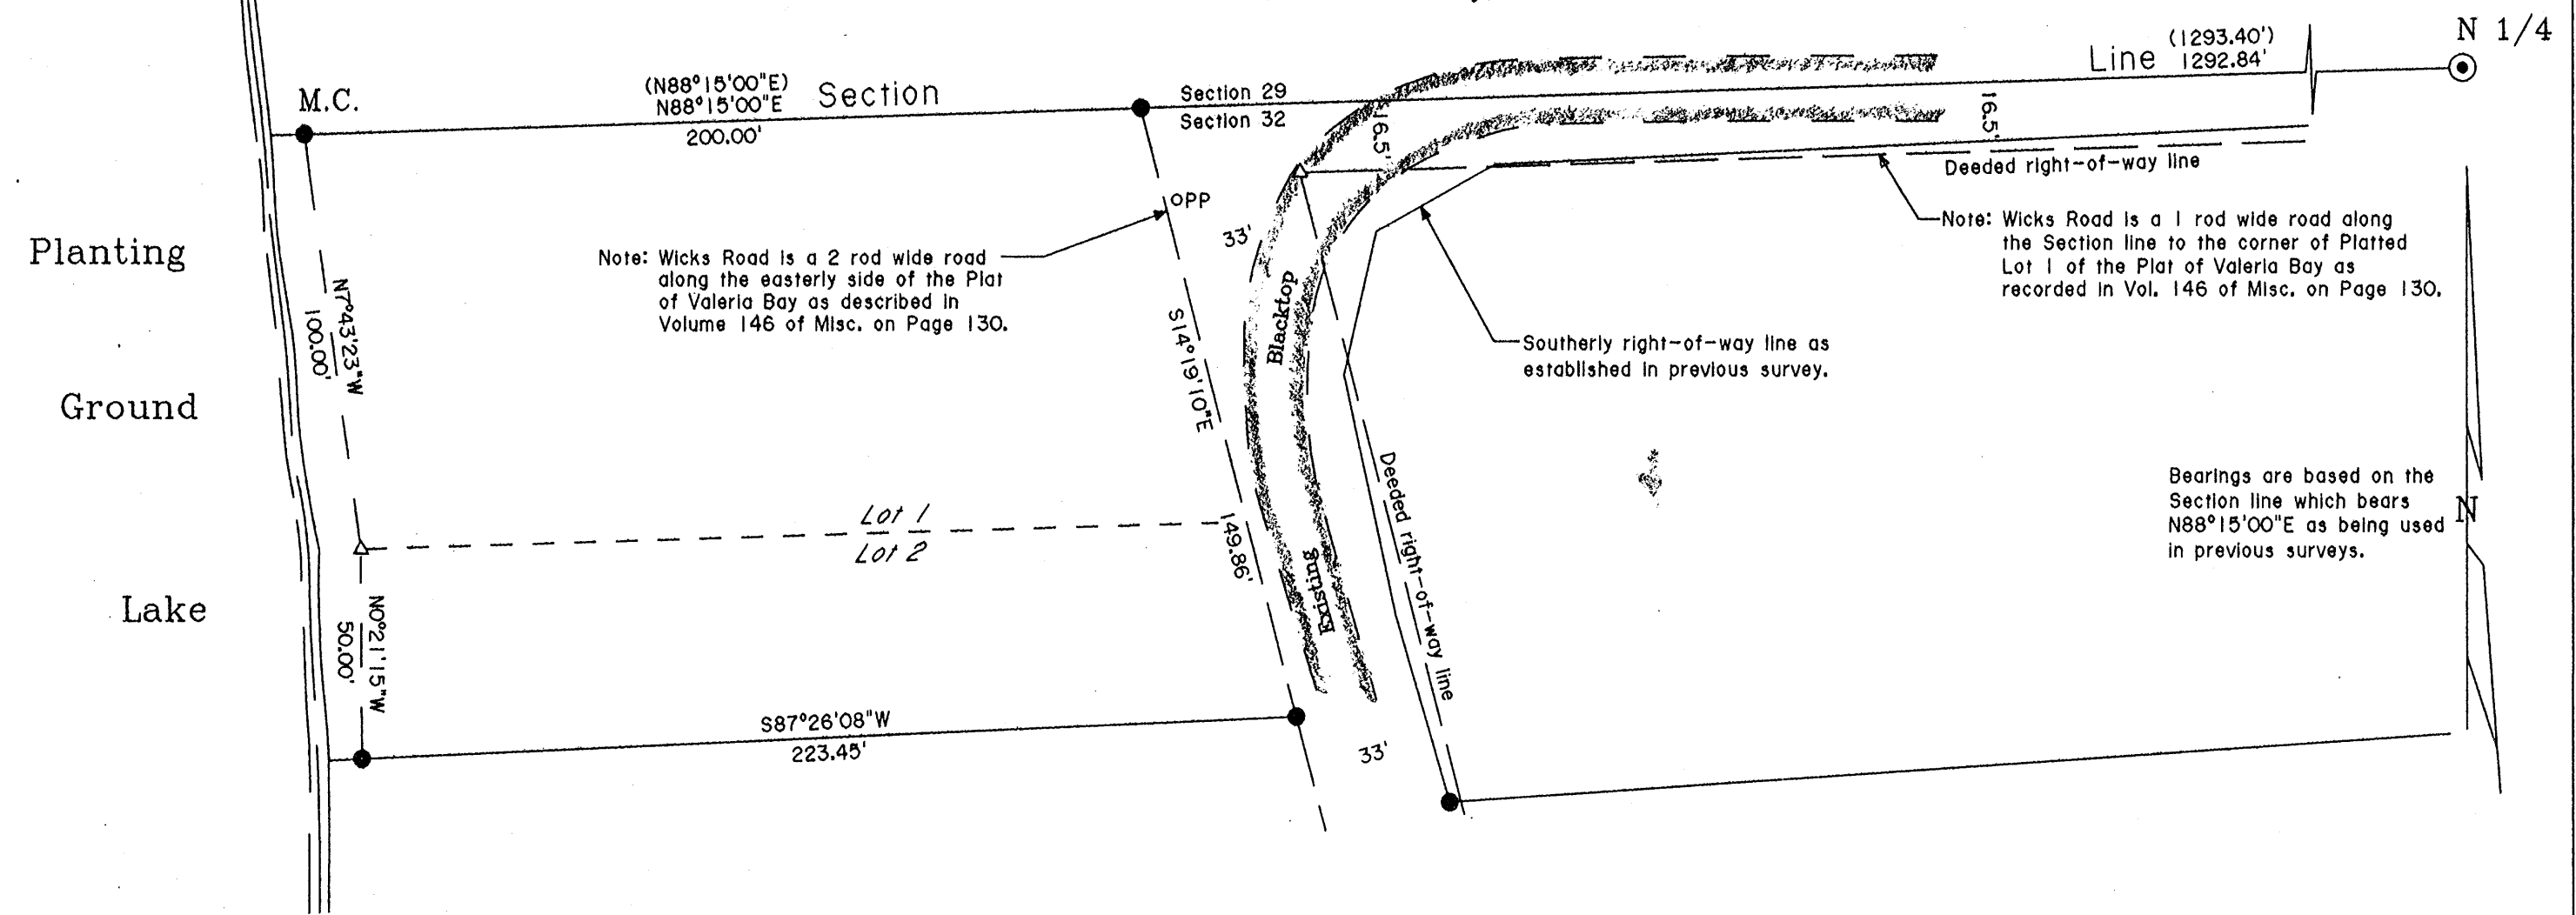 N 1/4
(1293.40')
Line 1292.84'
M.C.
(N88°15'00"E)
N88°15'00"E
Section
200.00'
Section 29
Section 32
16.5'
16.5'
Deeded right-of-way line
OPP
33'
Planting
Ground
Lake
Note: Wicks Road is a 2 rod wide road
along the easterly side of the Plat
of Valeria Bay as described in
Volume 146 of Misc. on Page 130.
Note: Wicks Road is a 1 rod wide road along
the Section line to the corner of Platted
Lot 1 of the Plat of Valeria Bay as
recorded in Vol. 146 of Misc. on Page 130.
N7°43'23"W
100.00'
S14°19'10"E
149.86'
Blacktop
Existing
Southerly right-of-way line as
established in previous survey.
Deeded right-of-way line
Bearings are based on the
Section line which bears
N88°15'00"E as being used
in previous surveys.
N
Lot 1
Lot 2
N0°21'15"W
50.00'
S87°26'08"W
223.45'
33'